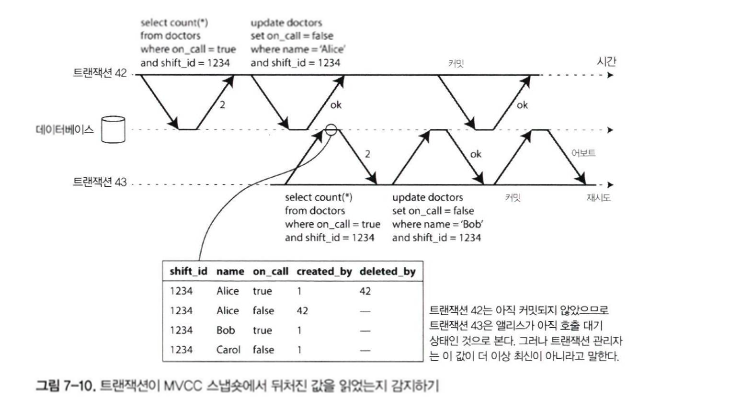 select count(*)
from doctors
where on_call = true
and shift_id = 1234
update doctors
set on_call = false
where name = 'Alice'
and shift_id = 1234
커밋
시간
트랜잭션 42
2
ok
ok
데이터베이스
2
ok
어보트
트랜잭션 43
select count(*)
from doctors
where on_call = true
and shift_id = 1234
update doctors
set on_call = false
where name = 'Bob'
and shift_id = 1234
커밋
재시도
shift_id name on_call created_by deleted_by
1234 Alice true 1 42
1234 Alice false 42 —
1234 Bob true 1 —
1234 Carol false 1 —
트랜잭션 42는 아직 커밋되지 않았으므로
트랜잭션 43은 앨리스가 아직 호출 대기
상태인 것으로 본다. 그러나 트랜잭션 관리자
는 이 값이 더 이상 최신이 아니라고 말한다.
그림 7-10. 트랜잭션이 MVCC 스냅숏에서 뒤처진 값을 읽었는지 감지하기